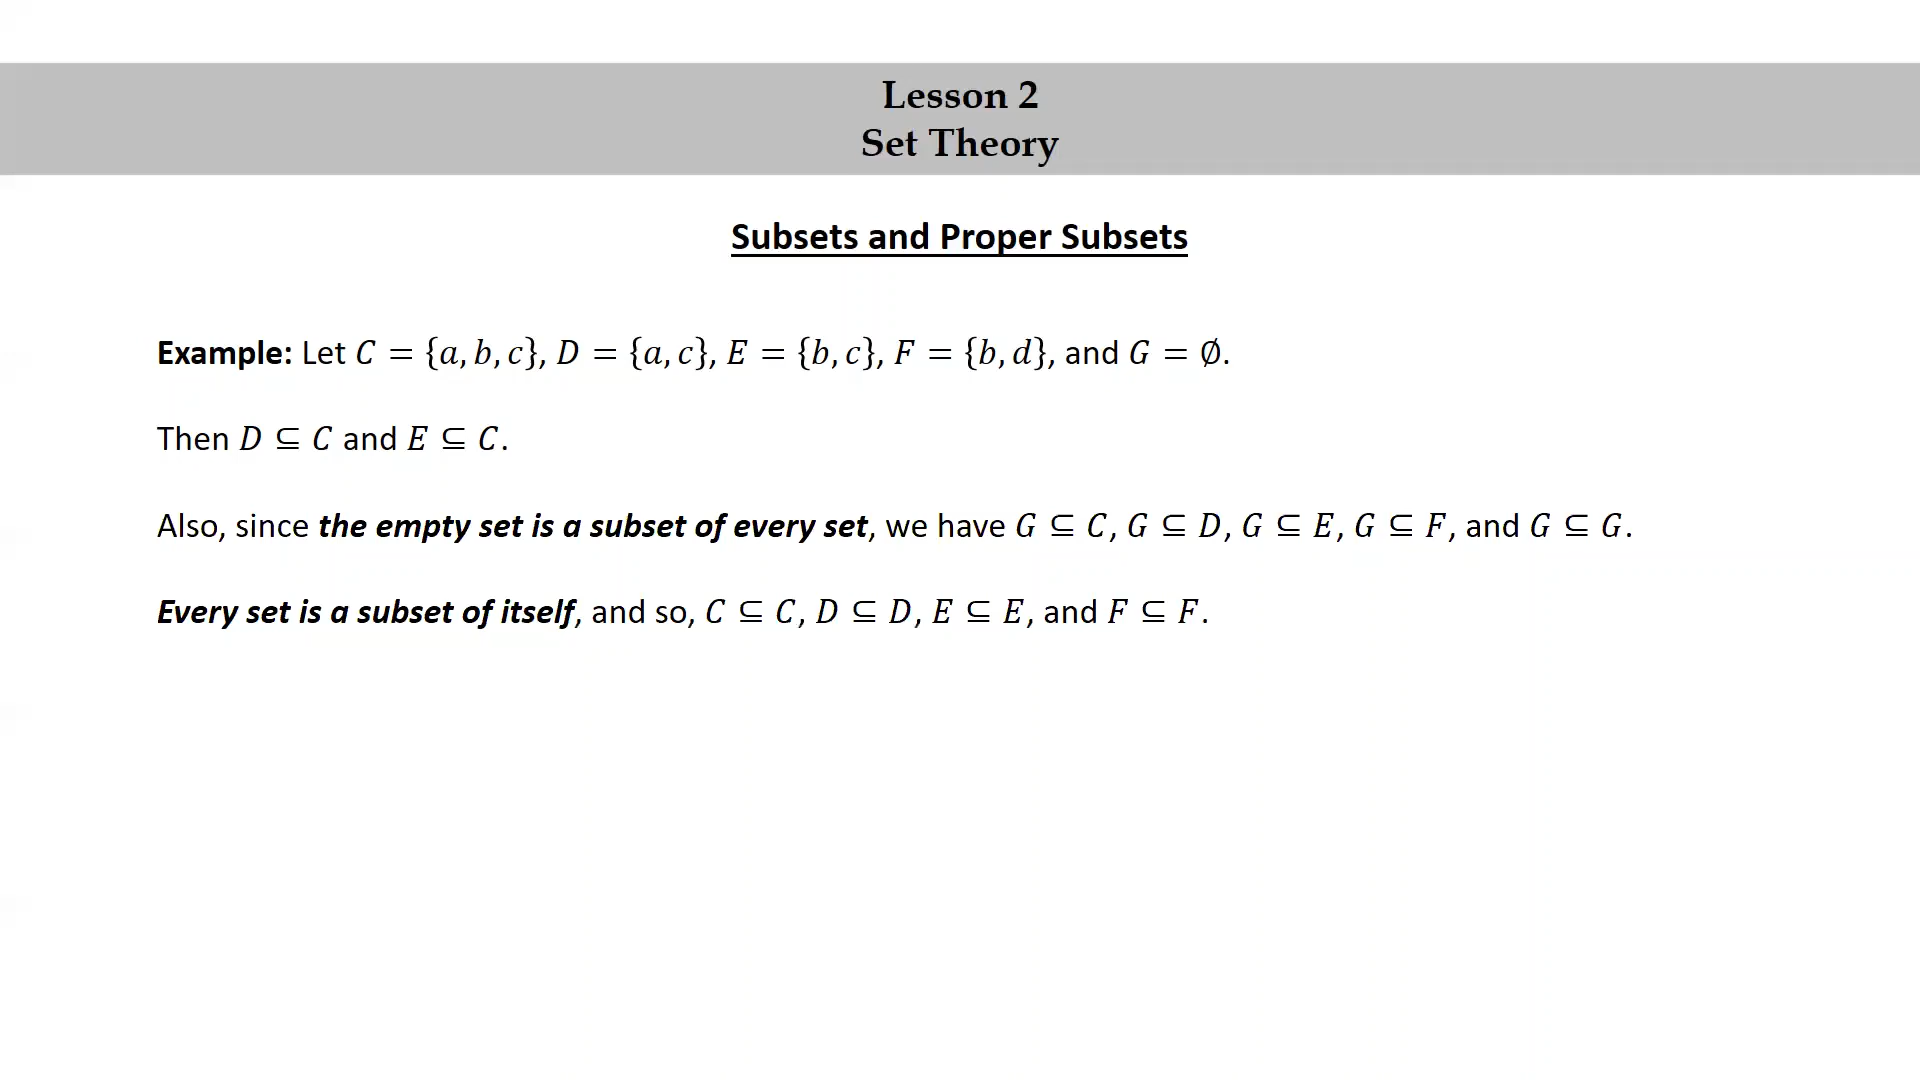 Lesson 2
Set Theory
Subsets and Proper Subsets
Example: Let 𝐶 = {𝑎, 𝑏, 𝑐}, 𝐷 = {𝑎, 𝑐}, 𝐸 = {𝑏, 𝑐}, 𝐹 = {𝑏, 𝑑}, and 𝐺 = ∅.
Then 𝐷 ⊆ 𝐶 and 𝐸 ⊆ 𝐶.
Also, since the empty set is a subset of every set, we have 𝐺 ⊆ 𝐶, 𝐺 ⊆ 𝐷, 𝐺 ⊆ 𝐸, 𝐺 ⊆ 𝐹, and 𝐺 ⊆ 𝐺.
Every set is a subset of itself, and so, 𝐶 ⊆ 𝐶, 𝐷 ⊆ 𝐷, 𝐸 ⊆ 𝐸, and 𝐹 ⊆ 𝐹.